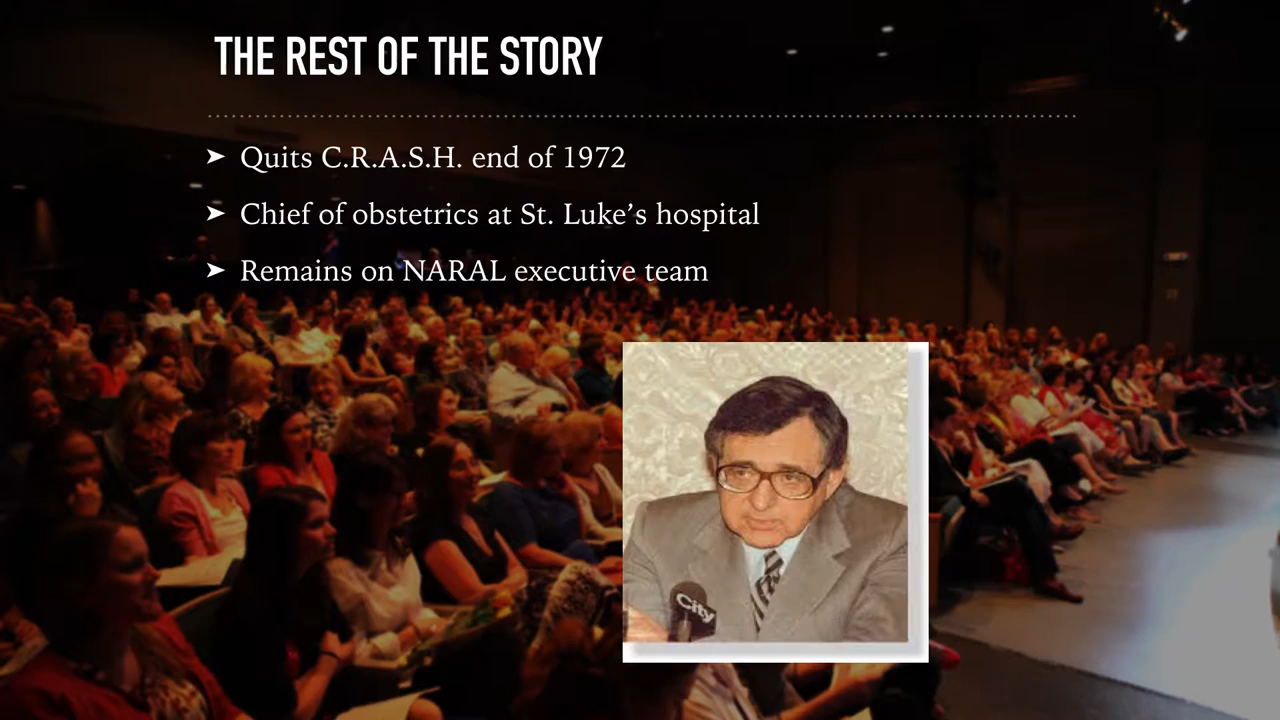 THE REST OF THE STORY
➤ Quits C.R.A.S.H. end of 1972
➤ Chief of obstetrics at St. Luke’s hospital
➤ Remains on NARAL executive team
City